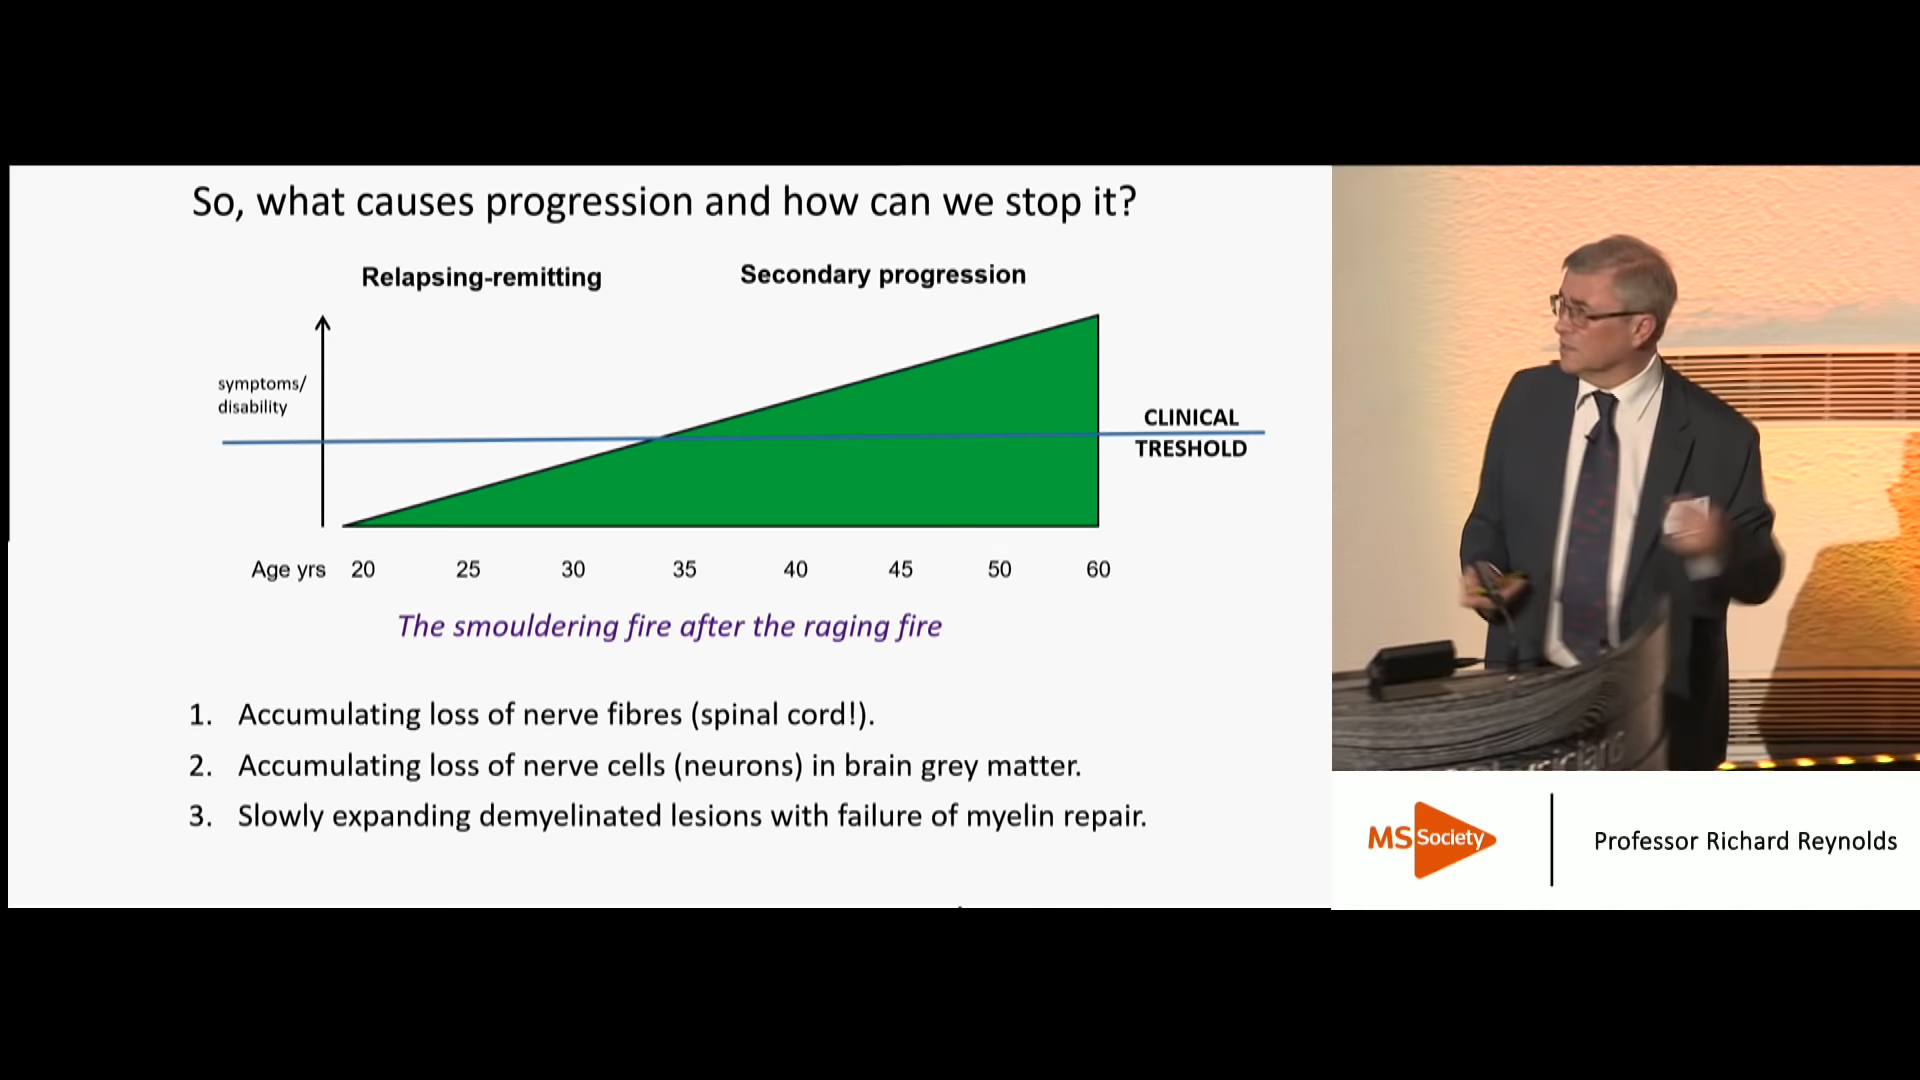 So, what causes progression and how can we stop it?
Relapsing-remitting
Secondary progression
symptoms/
disability
CLINICAL
TRESHOLD
Age yrs 20 25 30 35 40 45 50 60
The smouldering fire after the raging fire
1. Accumulating loss of nerve fibres (spinal cord!).
2. Accumulating loss of nerve cells (neurons) in brain grey matter.
3. Slowly expanding demyelinated lesions with failure of myelin repair.
MS Society
Professor Richard Reynolds